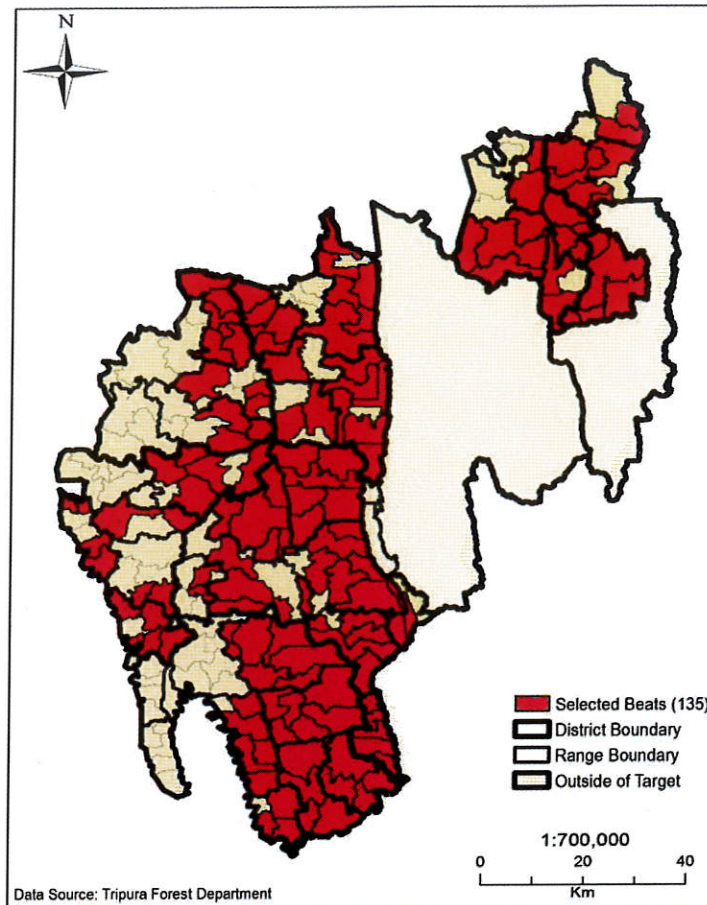 N
Selected Beats (135)
District Boundary
Range Boundary
Outside of Target
1:700,000
0 20 40
Km
Data Source: Tripura Forest Department